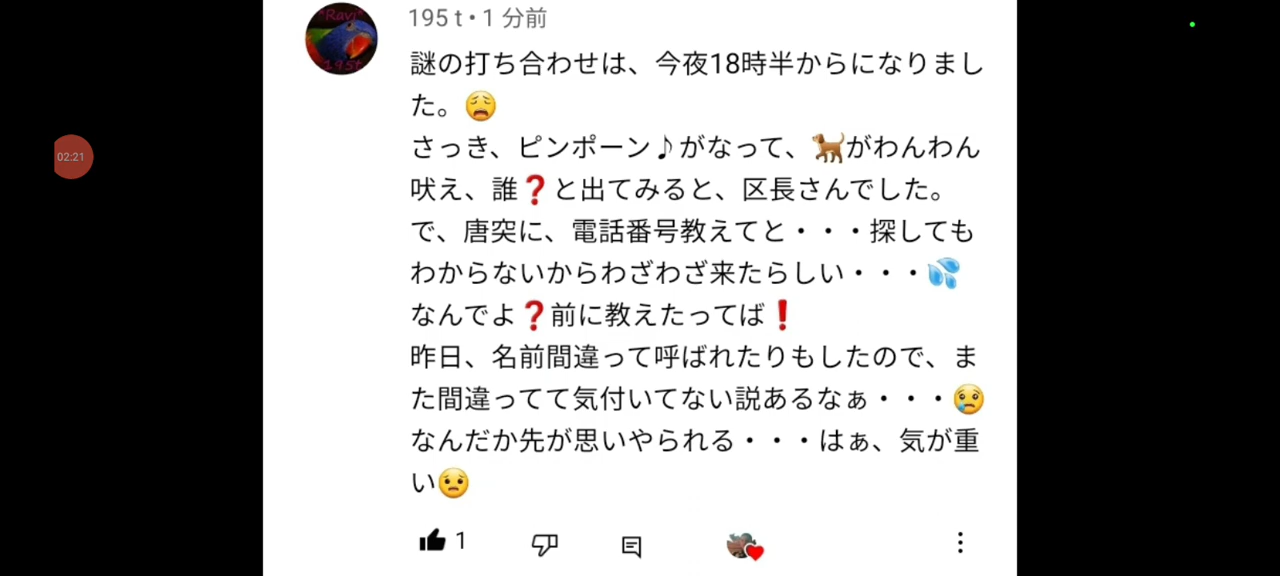 *Ravi*
195t
195 t • 1 分前
謎の打ち合わせは、今夜18時半からになりまし
た。😩
さっき、ピンポーン♪がなって、🐕がわんわん
吠え、誰❓と出てみると、区長さんでした。
で、唐突に、電話番号教えてと・・・探しても
わからないからわざわざ来たらしい・・・💦
なんでよ❓前に教えたってば❗
昨日、名前間違って呼ばれたりもしたので、ま
た間違ってて気付いてない説あるなぁ・・・😢
なんだか先が思いやられる・・・はぁ、気が重
い😟
1
02:21